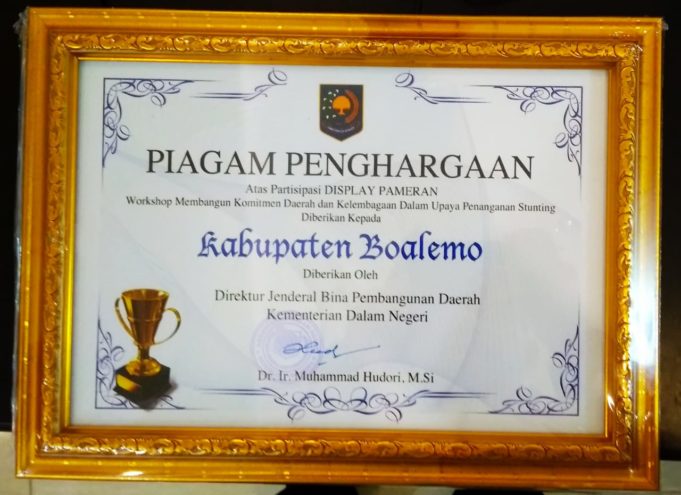 PIAGAM PENGHARGAAN
Atas Partisipasi DISPLAY PAMERAN
Workshop Membangun Komitmen Daerah dan Kelembagaan Dalam Upaya Penanganan Stunting
Diberikan Kepada
Kabupaten Boalemo
Diberikan Oleh
Direktur Jenderal Bina Pembangunan Daerah
Kementerian Dalam Negeri
Dr. Ir. Muhammad Hudori, M.Si